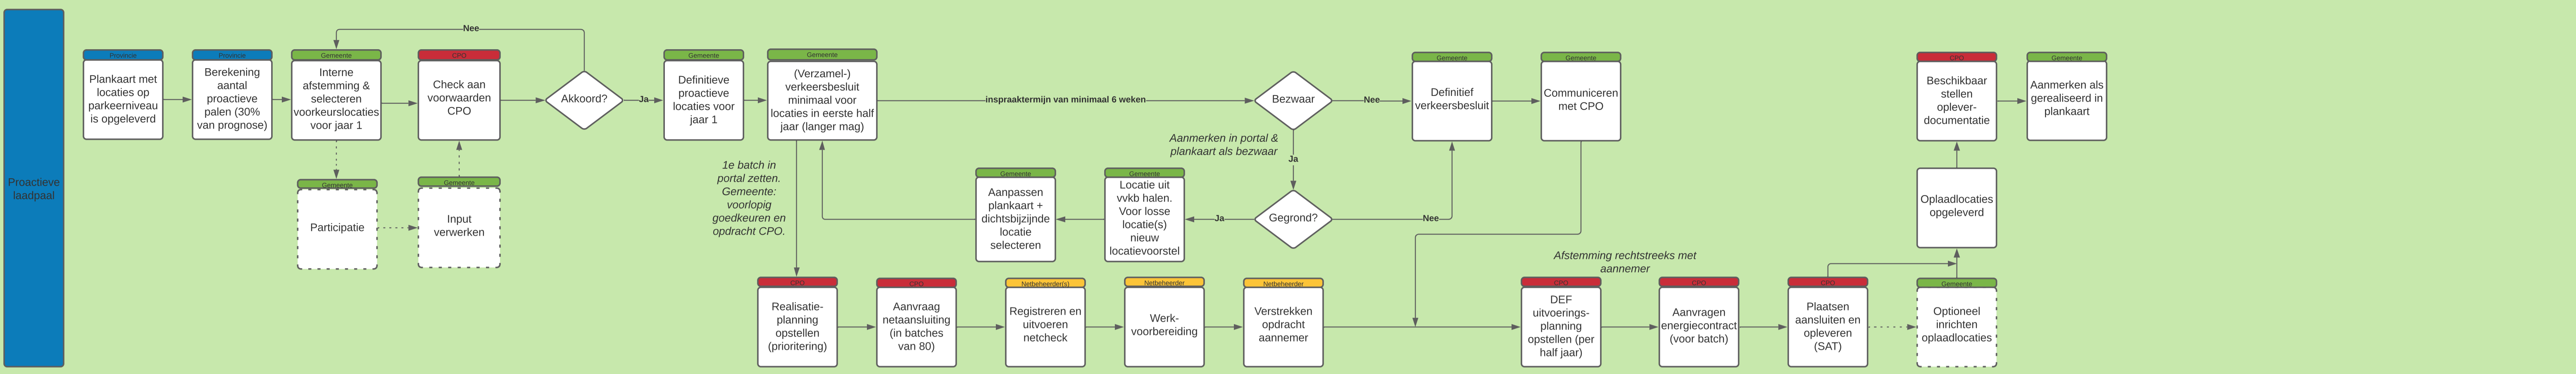 Proactieve
laadpaal
Provincie
Plankaart met
locaties op
parkeerniveau
is opgeleverd
Provincie
Berekening
aantal
proactieve
palen (30%
van prognose)
Gemeente
Interne
afstemming &
selecteren
voorkeurslocaties
voor jaar 1
CPO
Check aan
voorwaarden
CPO
Nee
Akkoord?
Ja
Gemeente
Participatie
Gemeente
Input
verwerken
Gemeente
Definitieve
proactieve
locaties voor
jaar 1
Gemeente
(Verzamel-)
verkeersbesluit
minimaal voor
locaties in eerste half
jaar (langer mag)
inspraaktermijn van minimaal 6 weken
Bezwaar
Nee
Aanmerken in portal &
plankaart als bezwaar
Ja
Gegrond?
Nee
Ja
Gemeente
Locatie uit
vvkb halen.
Voor losse
locatie(s)
nieuw
locatievoorstel
Gemeente
Aanpassen
plankaart +
dichtsbijzijnde
locatie
selecteren
Gemeente
Definitief
verkeersbesluit
Gemeente
Communiceren
met CPO
1e batch in
portal zetten.
Gemeente:
voorlopig
goedkeuren en
opdracht CPO.
CPO
Realisatie-
planning
opstellen
(prioritering)
CPO
Aanvraag
netaansluiting
(in batches
van 80)
Netbeheerder(s)
Registreren en
uitvoeren
netcheck
Netbeheerder
Werk-
voorbereiding
Netbeheerder
Verstrekken
opdracht
aannemer
Afstemming rechtstreeks met
aannemer
CPO
DEF
uitvoerings-
planning
opstellen (per
half jaar)
CPO
Aanvragen
energiecontract
(voor batch)
CPO
Plaatsen
aansluiten en
opleveren
(SAT)
Gemeente
Optioneel
inrichten
oplaadlocaties
Oplaadlocaties
opgeleverd
CPO
Beschikbaar
stellen
oplever-
documentatie
Gemeente
Aanmerken als
gerealiseerd in
plankaart